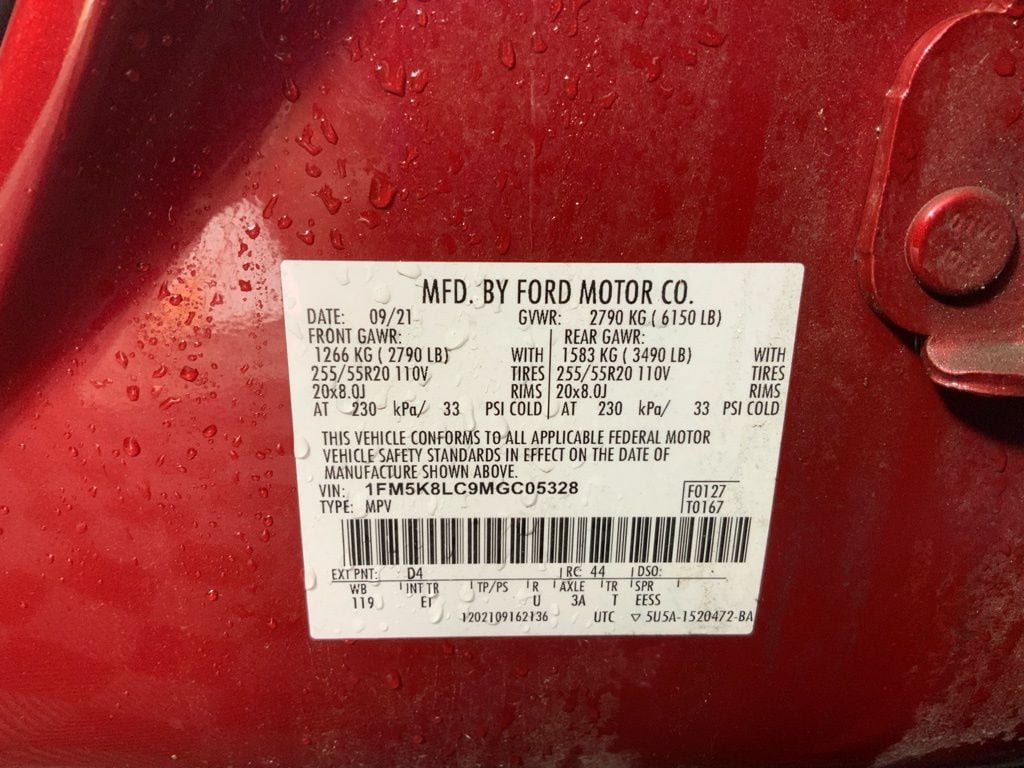 MFD. BY FORD MOTOR CO.
DATE: 09/21 GVWR: 2790 KG ( 6150 LB)
FRONT GAWR: REAR GAWR:
1266 KG ( 2790 LB) WITH 1583 KG ( 3490 LB) WITH
255/55R20 110V TIRES 255/55R20 110V TIRES
20x8.0J RIMS 20x8.0J RIMS
AT 230 kPa/ 33 PSI COLD AT 230 kPa/ 33 PSI COLD
THIS VEHICLE CONFORMS TO ALL APPLICABLE FEDERAL MOTOR
VEHICLE SAFETY STANDARDS IN EFFECT ON THE DATE OF
MANUFACTURE SHOWN ABOVE.
VIN: 1FM5K8LC9MGC05328 F0127
TYPE: MPV T0167
EXT PNT: D4 RC: 44 DSO:
WB INT TR TP/PS R AXLE TR SPR
119 EI U 3A T EESS
1202109162136 UTC ▽ 5U5A-1520472-BA